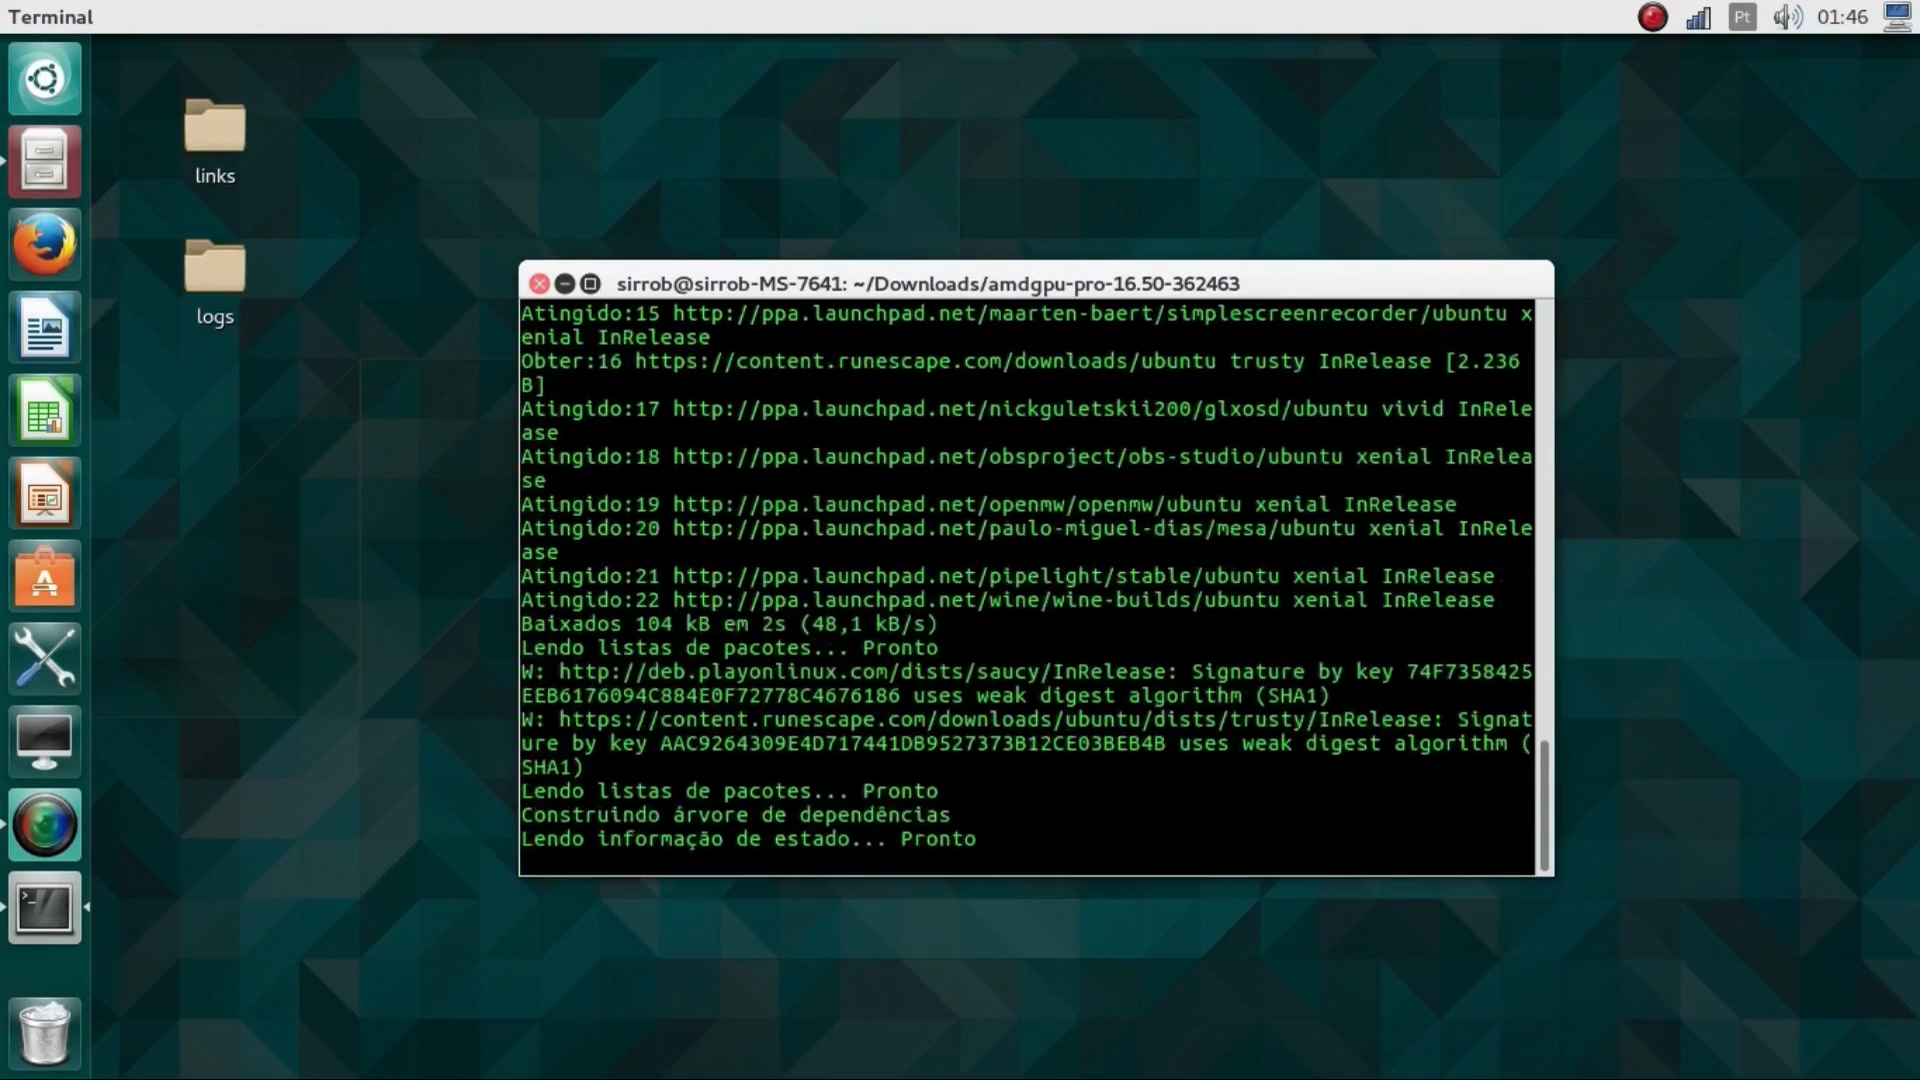 Terminal
Pt
01:46
links
logs
sirrob@sirrob-MS-7641: ~/Downloads/amdgpu-pro-16.50-362463
Atingido:15 http://ppa.launchpad.net/maarten-baert/simplescreenrecorder/ubuntu x
enial InRelease
Obter:16 https://content.runescape.com/downloads/ubuntu trusty InRelease [2.236
B]
Atingido:17 http://ppa.launchpad.net/nickguletskii200/glxosd/ubuntu vivid InRele
ase
Atingido:18 http://ppa.launchpad.net/obsproject/obs-studio/ubuntu xenial InRelea
se
Atingido:19 http://ppa.launchpad.net/openmw/openmw/ubuntu xenial InRelease
Atingido:20 http://ppa.launchpad.net/paulo-miguel-dias/mesa/ubuntu xenial InRele
ase
Atingido:21 http://ppa.launchpad.net/pipelight/stable/ubuntu xenial InRelease
Atingido:22 http://ppa.launchpad.net/wine/wine-builds/ubuntu xenial InRelease
Baixados 104 kB em 2s (48,1 kB/s)
Lendo listas de pacotes... Pronto
W: http://deb.playonlinux.com/dists/saucy/InRelease: Signature by key 74F7358425
EEB6176094C884E0F72778C4676186 uses weak digest algorithm (SHA1)
W: https://content.runescape.com/downloads/ubuntu/dists/trusty/InRelease: Signat
ure by key AAC9264309E4D717441DB9527373B12CE03BEB4B uses weak digest algorithm (
SHA1)
Lendo listas de pacotes... Pronto
Construindo árvore de dependências
Lendo informação de estado... Pronto